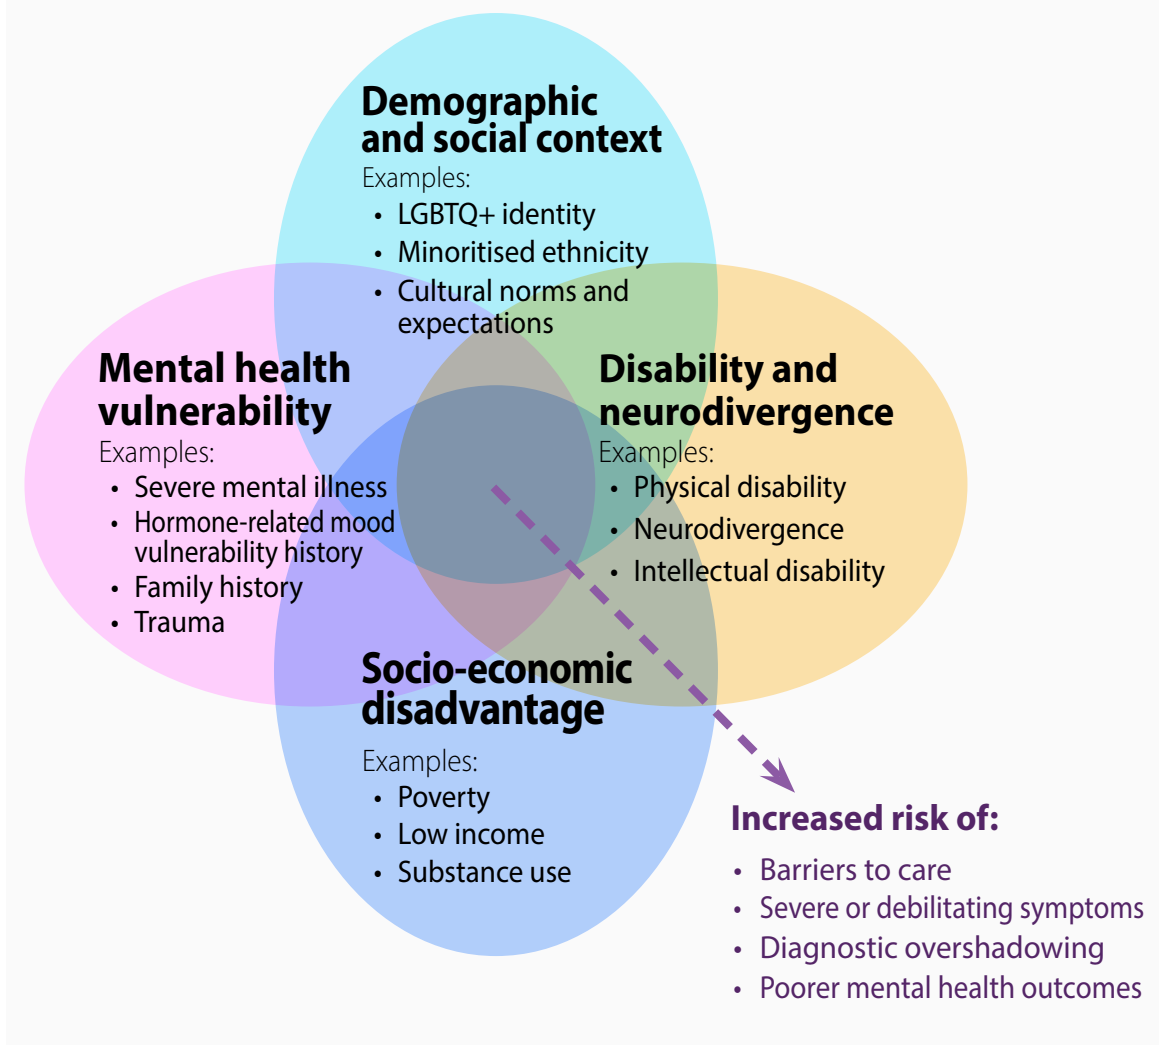 Demographic
and social context
Examples:
• LGBTQ+ identity
• Minoritised ethnicity
• Cultural norms and
expectations
Mental health
vulnerability
Examples:
• Severe mental illness
• Hormone-related mood
vulnerability history
• Family history
• Trauma
Disability and
neurodivergence
Examples:
• Physical disability
• Neurodivergence
• Intellectual disability
Socio-economic
disadvantage
Examples:
• Poverty
• Low income
• Substance use
Increased risk of:
• Barriers to care
• Severe or debilitating symptoms
• Diagnostic overshadowing
• Poorer mental health outcomes